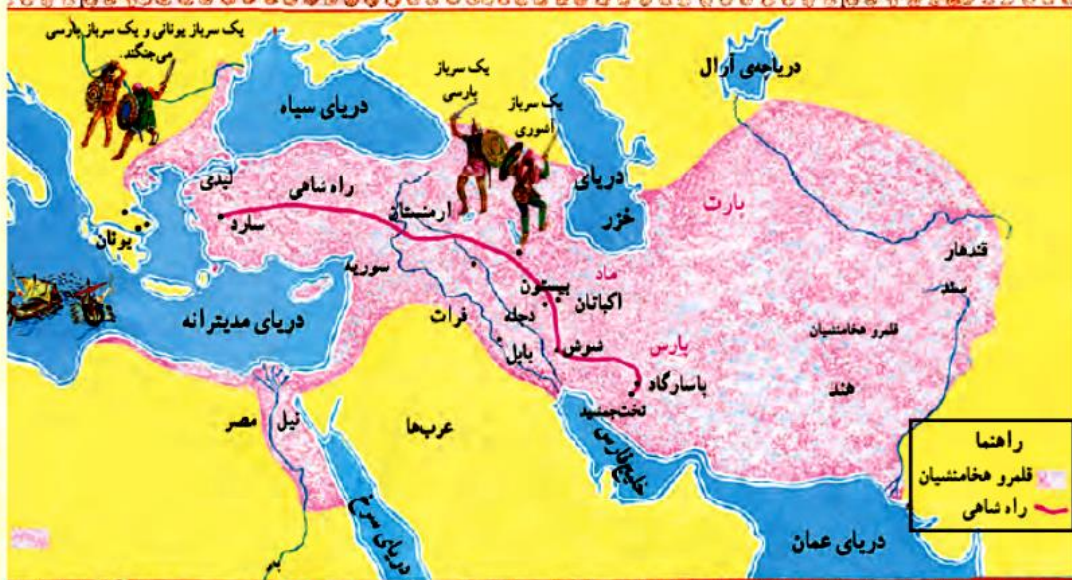 یک سرباز یونانی و یک سرباز پارسی
می‌جنگند.
یک سرباز
پارسی
یک سرباز
آشوری
دریاچه‌ی آرال
دریای سیاه
دریای
خزر
لیدی
راه شاهی
سارد
ارمنستان
یونان
پارت
قندهار
سند
ماد
بیستون
اکباتان
سوریه
فرات
دجله
بابل
شوش
پارس
پاسارگاد
تخت‌جمشید
دریای مدیترانه
قلمرو هخامنشیان
هند
مصر
نیل
عرب‌ها
خلیج‌فارس
دریای سرخ
دریای عمان
راهنما
قلمرو هخامنشیان
راه شاهی